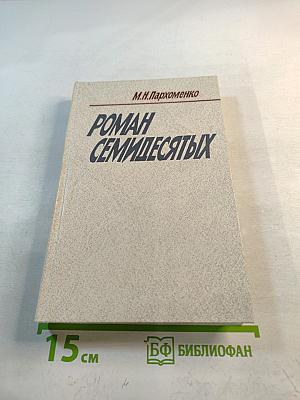 М.Н.Пархоменко
РОМАН
СЕМИДЕСЯТЫХ
15 см
БФ БИБЛИОФАН